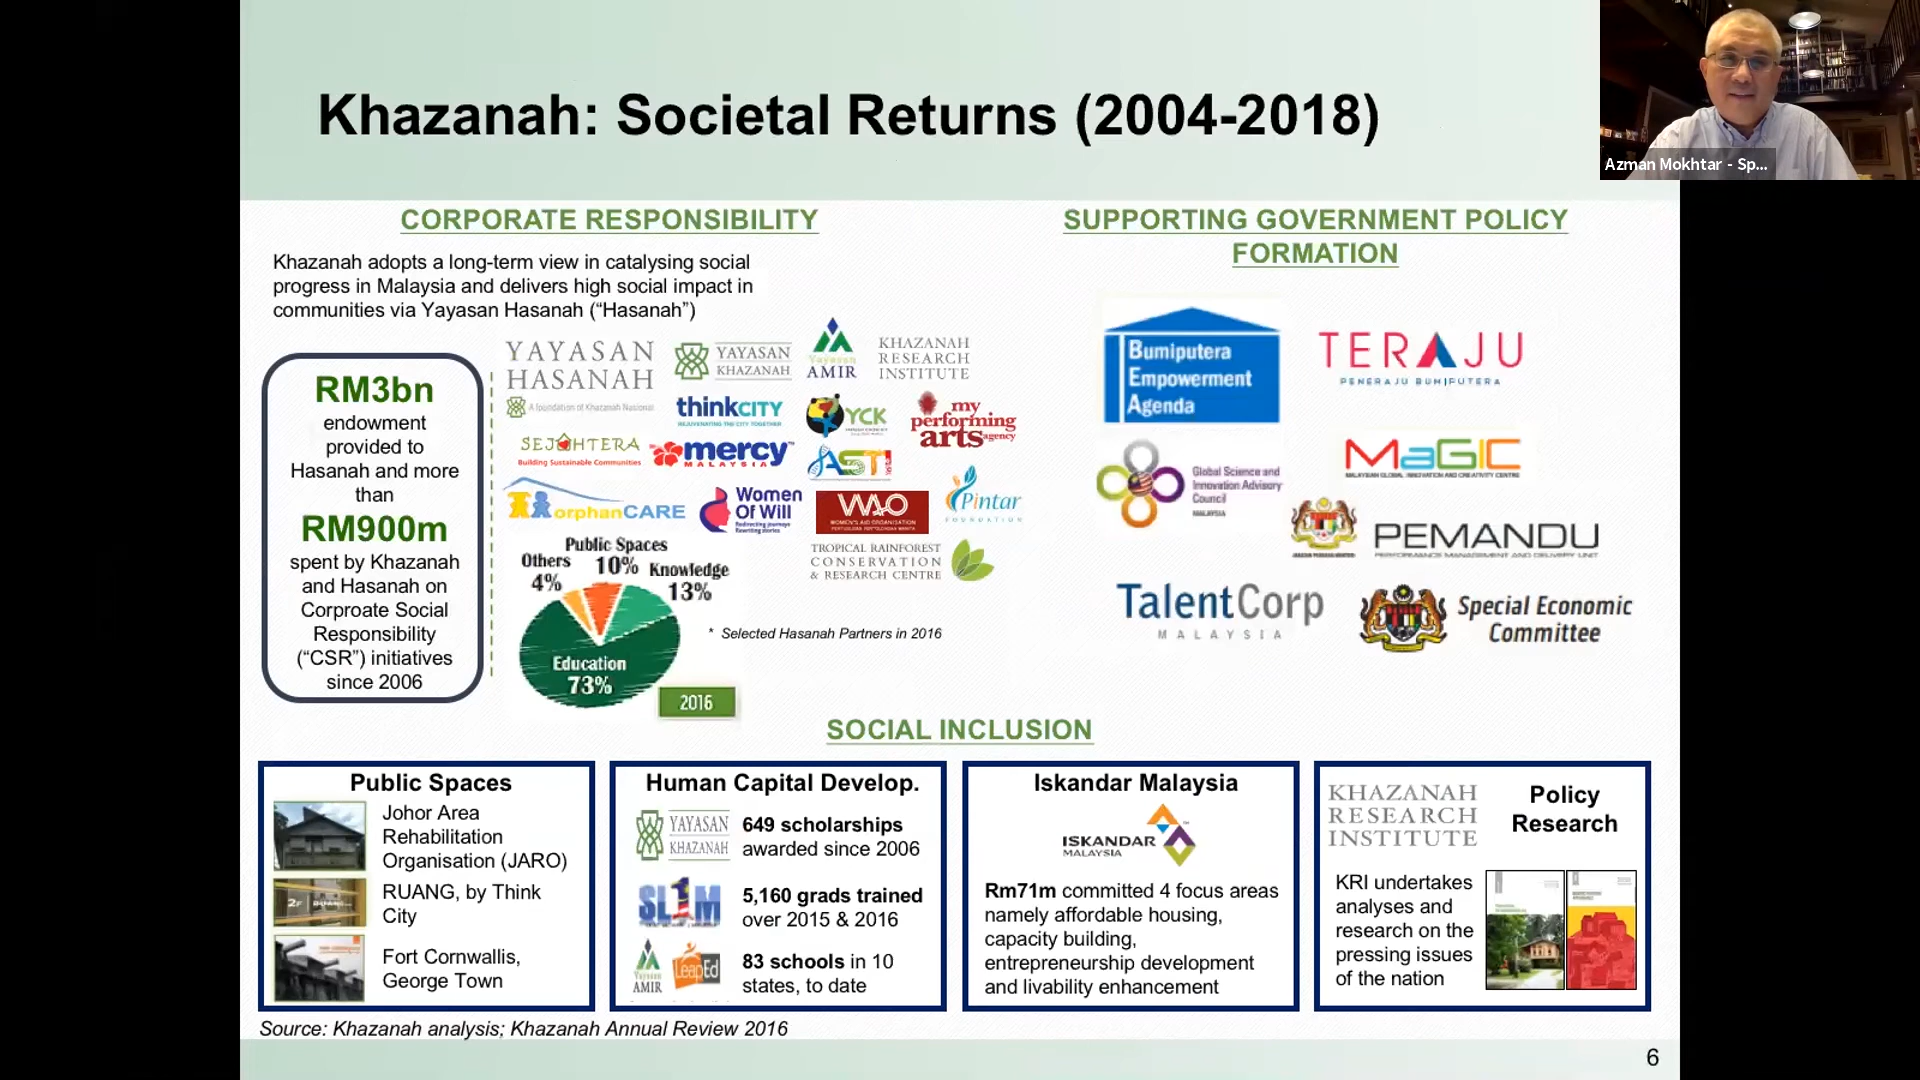 Khazanah: Societal Returns (2004-2018)
Azman Mokhtar - Sp...
CORPORATE RESPONSIBILITY
Khazanah adopts a long-term view in catalysing social
progress in Malaysia and delivers high social impact in
communities via Yayasan Hasanah (“Hasanah”)
RM3bn
endowment
provided to
Hasanah and more
than
RM900m
spent by Khazanah
and Hasanah on
Corproate Social
Responsibility
(“CSR”) initiatives
since 2006
YAYASAN
HASANAH
A foundation of Khazanah Nasional
YAYASAN
KHAZANAH
Yayasan
AMIR
KHAZANAH
RESEARCH
INSTITUTE
thinkCITY
REJUVENATING THE CITY TOGETHER
YCK
my
performing
arts agency
SEJAHTERA
Building Sustainable Communities
mercy
MALAYSIA
ASTI
orphanCARE
Women
Of Will
Redirecting journeys
Rewriting stories
WAO
WOMEN'S AID ORGANISATION
Pintar
FOUNDATION
TROPICAL RAINFOREST
CONSERVATION
& RESEARCH CENTRE
Public Spaces
10%
Others
4%
Knowledge
13%
Education
73%
2016
* Selected Hasanah Partners in 2016
SUPPORTING GOVERNMENT POLICY
FORMATION
Bumiputera
Empowerment
Agenda
TERAJU
PENERAJU BUMIPUTERA
Global Science and
Innovation Advisory
Council
MALAYSIA
MaGIC
MALAYSIAN GLOBAL INNOVATION AND CREATIVITY CENTRE
PEMANDU
PERFORMANCE MANAGEMENT AND DELIVERY UNIT
TalentCorp
MALAYSIA
Special Economic
Committee
SOCIAL INCLUSION
Public Spaces
Johor Area
Rehabilitation
Organisation (JARO)
RUANG, by Think
City
Fort Cornwallis,
George Town
Human Capital Develop.
YAYASAN
KHAZANAH
649 scholarships
awarded since 2006
SL1M
5,160 grads trained
over 2015 & 2016
Yayasan
AMIR
LeapEd
83 schools in 10
states, to date
Iskandar Malaysia
ISKANDAR
MALAYSIA
Rm71m committed 4 focus areas
namely affordable housing,
capacity building,
entrepreneurship development
and livability enhancement
KHAZANAH
RESEARCH
INSTITUTE
Policy
Research
KRI undertakes
analyses and
research on the
pressing issues
of the nation
Source: Khazanah analysis; Khazanah Annual Review 2016
6